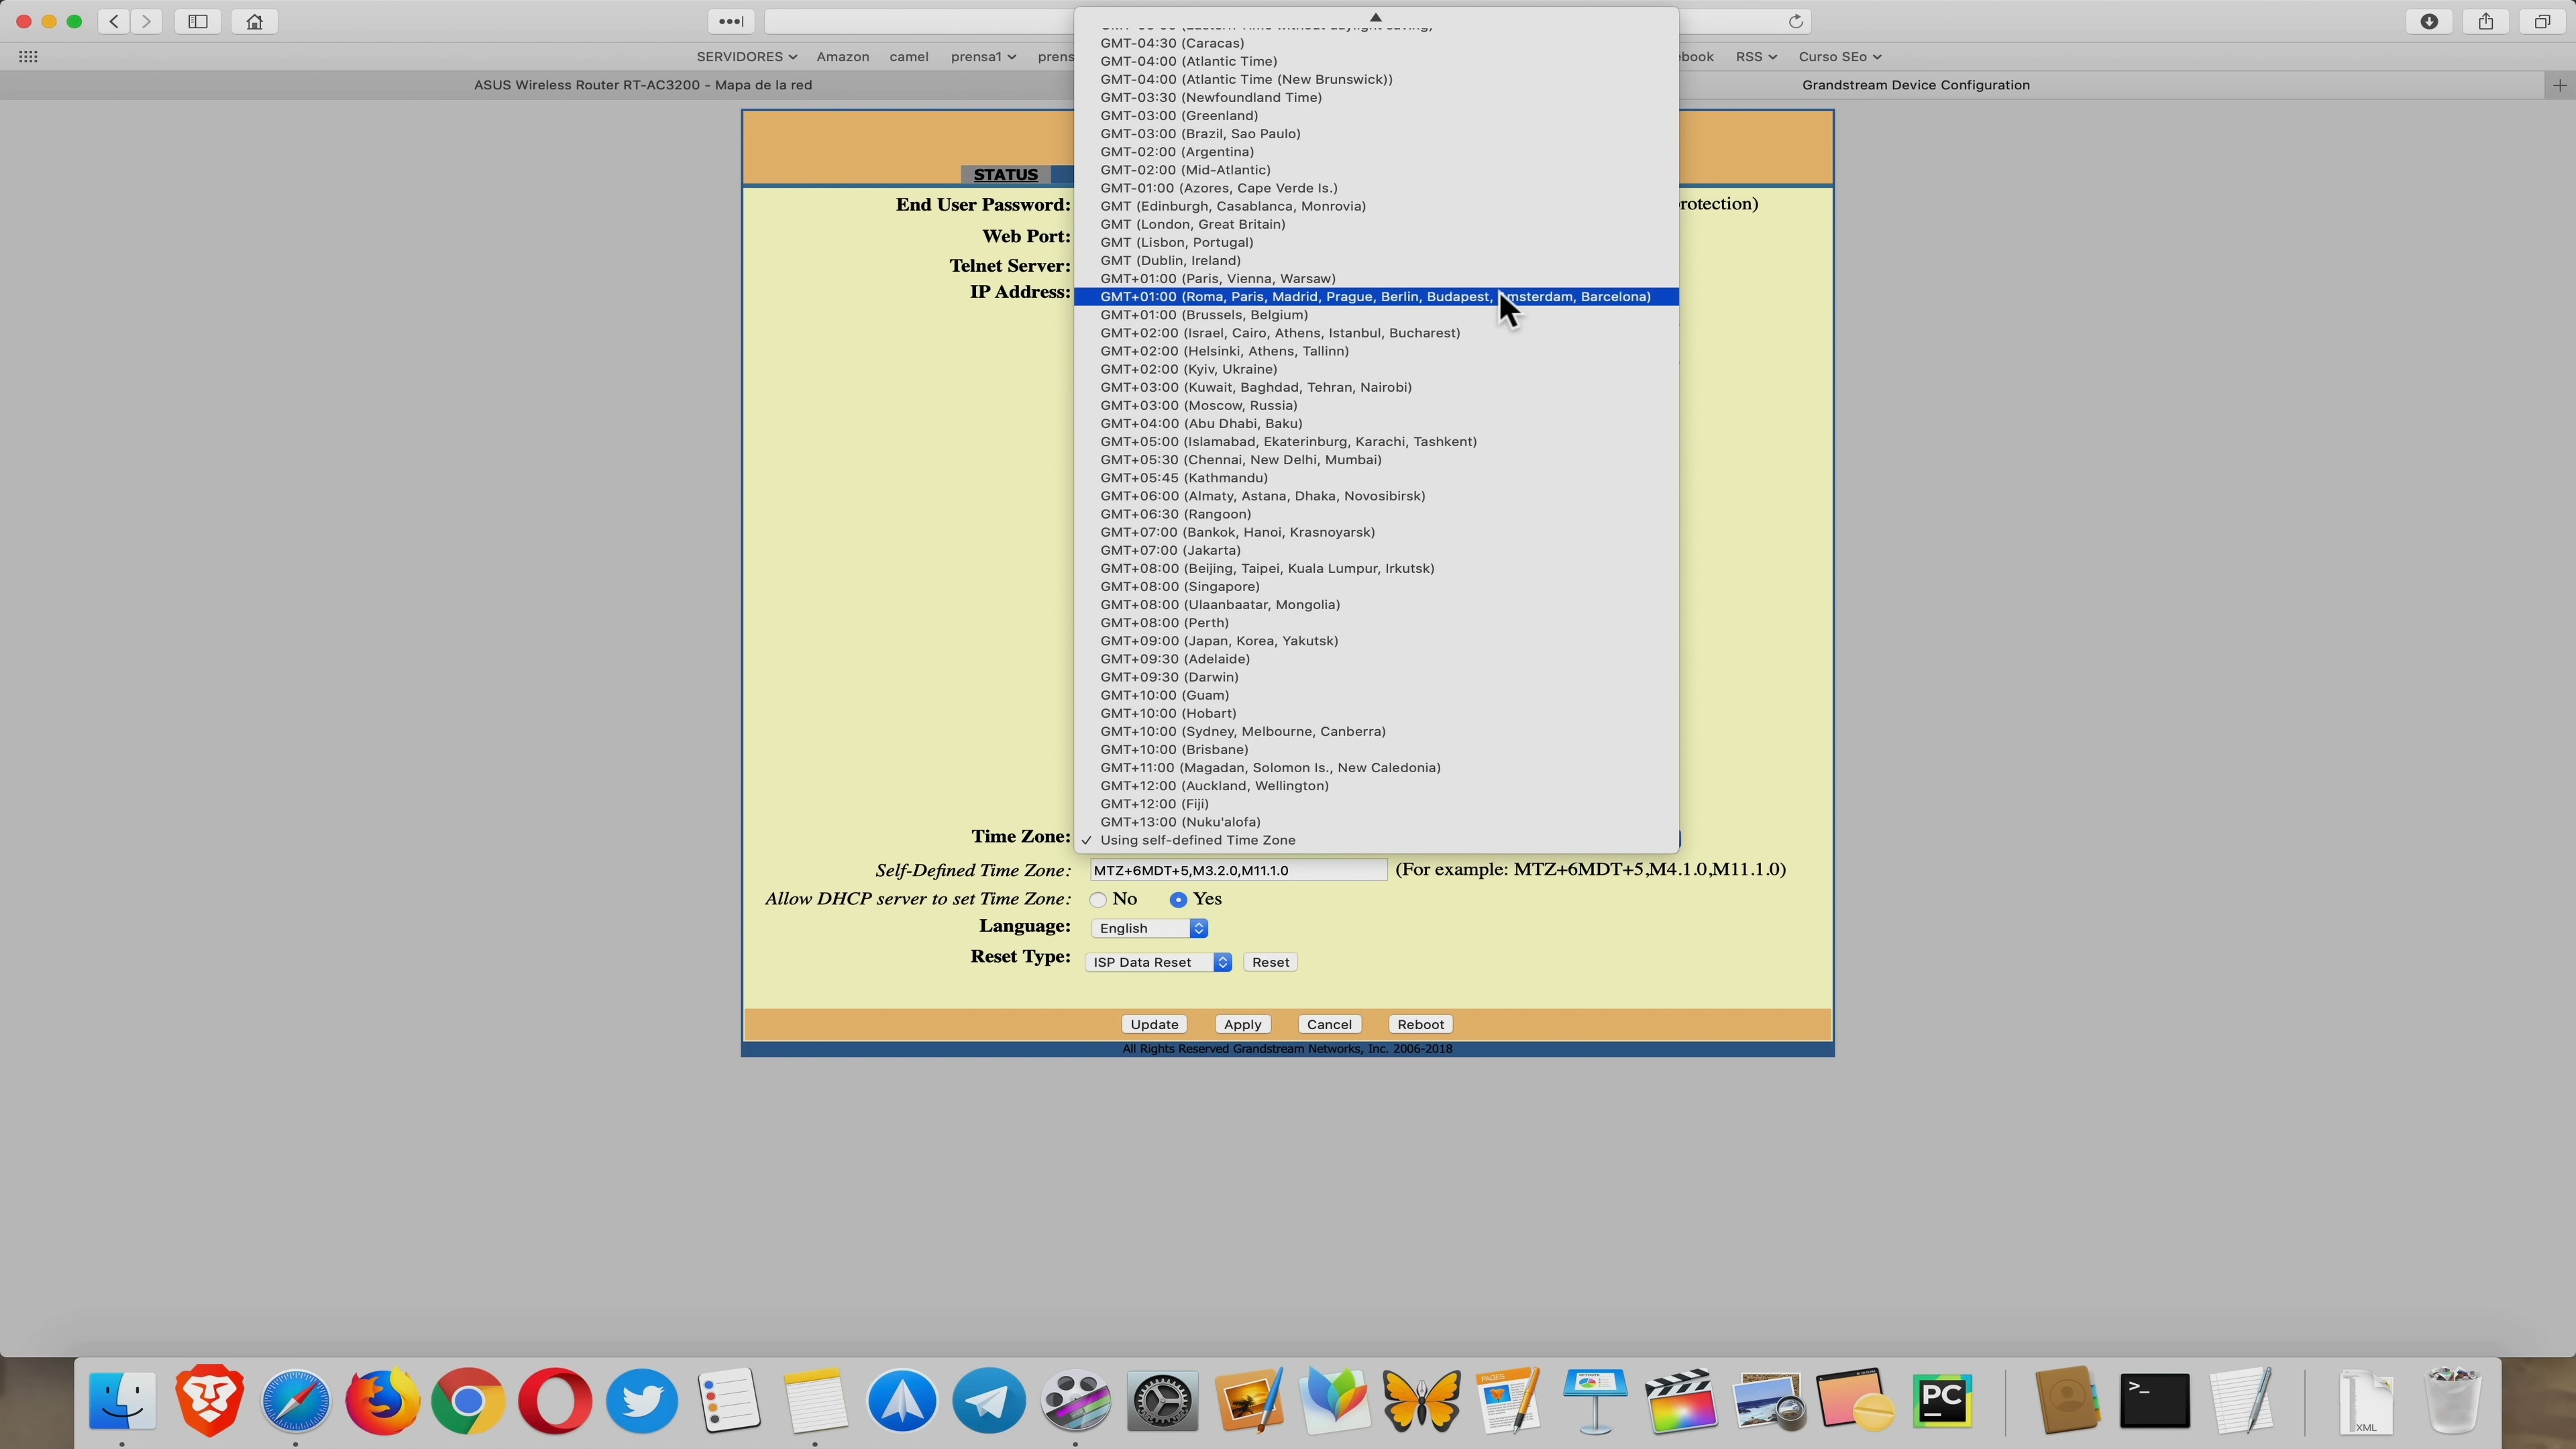 SERVIDORES
Amazon
camel
prensa1
prens
book
RSS
Curso SEo
ASUS Wireless Router RT-AC3200 - Mapa de la red
Grandstream Device Configuration
STATUS
End User Password:
rotection)
Web Port:
Telnet Server:
IP Address:
GMT-04:30 (Caracas)
GMT-04:00 (Atlantic Time)
GMT-04:00 (Atlantic Time (New Brunswick))
GMT-03:30 (Newfoundland Time)
GMT-03:00 (Greenland)
GMT-03:00 (Brazil, Sao Paulo)
GMT-02:00 (Argentina)
GMT-02:00 (Mid-Atlantic)
GMT-01:00 (Azores, Cape Verde Is.)
GMT (Edinburgh, Casablanca, Monrovia)
GMT (London, Great Britain)
GMT (Lisbon, Portugal)
GMT (Dublin, Ireland)
GMT+01:00 (Paris, Vienna, Warsaw)
GMT+01:00 (Roma, Paris, Madrid, Prague, Berlin, Budapest, Amsterdam, Barcelona)
GMT+01:00 (Brussels, Belgium)
GMT+02:00 (Israel, Cairo, Athens, Istanbul, Bucharest)
GMT+02:00 (Helsinki, Athens, Tallinn)
GMT+02:00 (Kyiv, Ukraine)
GMT+03:00 (Kuwait, Baghdad, Tehran, Nairobi)
GMT+03:00 (Moscow, Russia)
GMT+04:00 (Abu Dhabi, Baku)
GMT+05:00 (Islamabad, Ekaterinburg, Karachi, Tashkent)
GMT+05:30 (Chennai, New Delhi, Mumbai)
GMT+05:45 (Kathmandu)
GMT+06:00 (Almaty, Astana, Dhaka, Novosibirsk)
GMT+06:30 (Rangoon)
GMT+07:00 (Bankok, Hanoi, Krasnoyarsk)
GMT+07:00 (Jakarta)
GMT+08:00 (Beijing, Taipei, Kuala Lumpur, Irkutsk)
GMT+08:00 (Singapore)
GMT+08:00 (Ulaanbaatar, Mongolia)
GMT+08:00 (Perth)
GMT+09:00 (Japan, Korea, Yakutsk)
GMT+09:30 (Adelaide)
GMT+09:30 (Darwin)
GMT+10:00 (Guam)
GMT+10:00 (Hobart)
GMT+10:00 (Sydney, Melbourne, Canberra)
GMT+10:00 (Brisbane)
GMT+11:00 (Magadan, Solomon Is., New Caledonia)
GMT+12:00 (Auckland, Wellington)
GMT+12:00 (Fiji)
GMT+13:00 (Nuku'alofa)
Time Zone:
✓ Using self-defined Time Zone
Self-Defined Time Zone:
MTZ+6MDT+5,M3.2.0,M11.1.0
(For example: MTZ+6MDT+5,M4.1.0,M11.1.0)
Allow DHCP server to set Time Zone:
No
Yes
Language:
English
Reset Type:
ISP Data Reset
Reset
Update
Apply
Cancel
Reboot
All Rights Reserved Grandstream Networks, Inc. 2006-2018
PAGES
PC
>_
XML